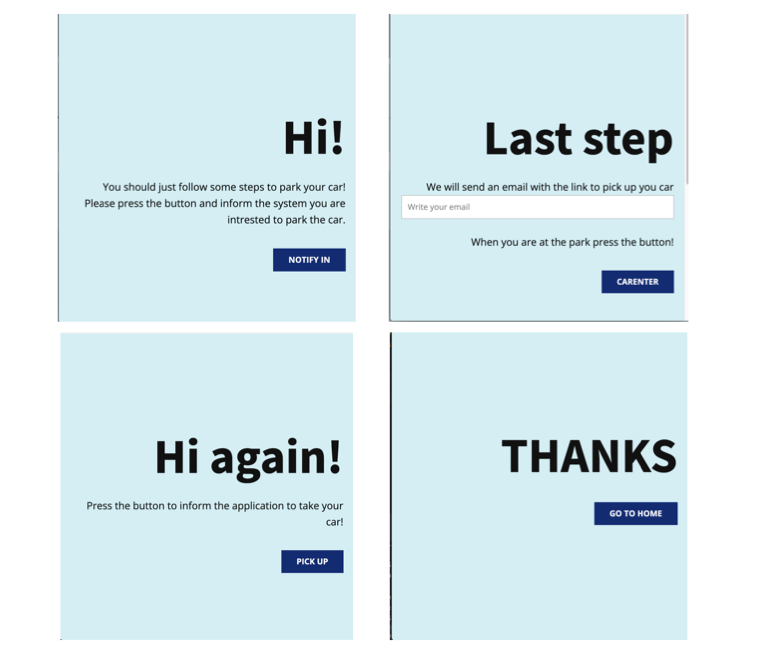 Hi!
You should just follow some steps to park your car!
Please press the button and inform the system you are
intrested to park the car.
NOTIFY IN
Last step
We will send an email with the link to pick up you car
Write your email
When you are at the park press the button!
CARENTER
Hi again!
Press the button to inform the application to take your
car!
PICK UP
THANKS
GO TO HOME